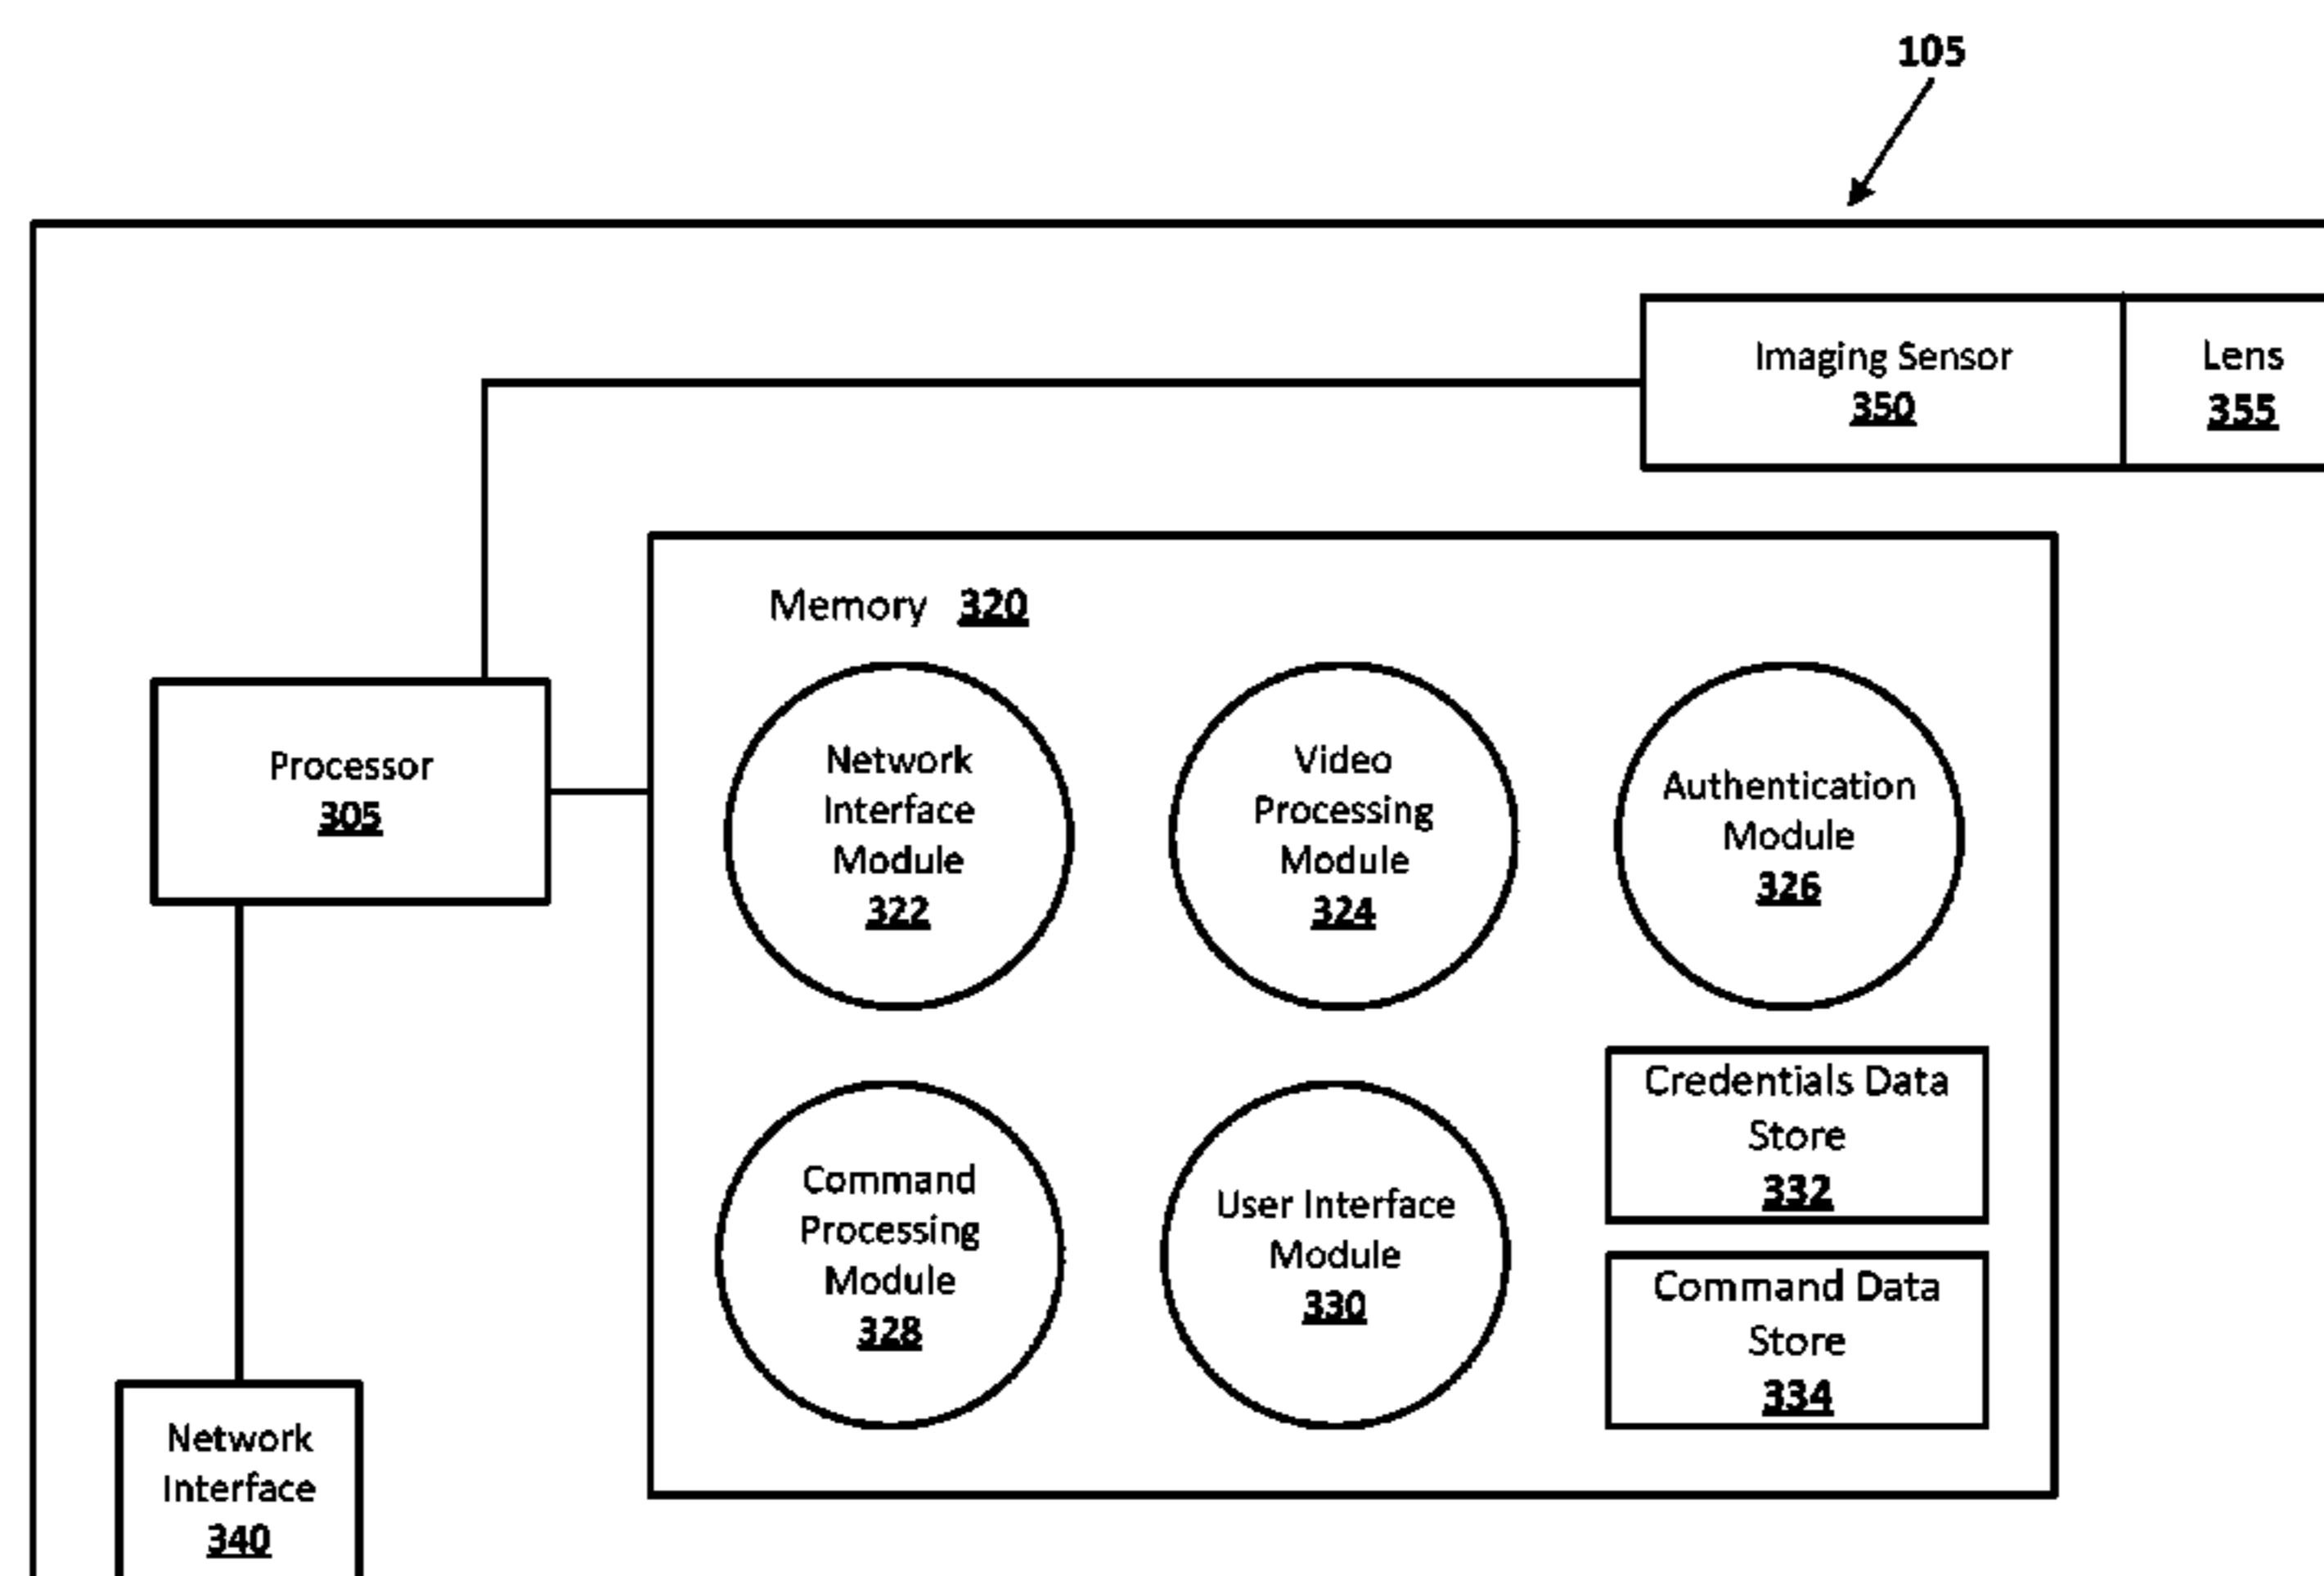 105
Imaging Sensor
350
Lens
355
Memory 320
Processor
305
Network
Interface
Module
322
Video
Processing
Module
324
Authentication
Module
326
Command
Processing
Module
328
User Interface
Module
330
Credentials Data
Store
332
Command Data
Store
334
Network
Interface
340